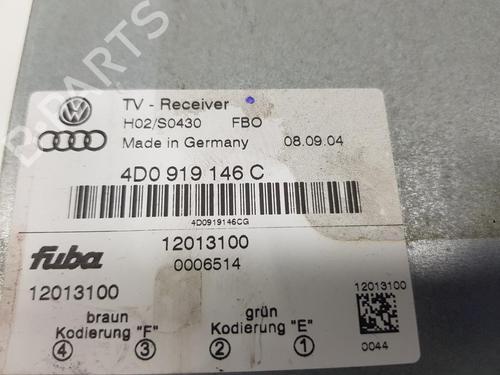 B-PARTS
TV - Receiver
H02/S0430 FBO
Made in Germany 08.09.04
4D0 919 146 C
4D0919146CG
fuba 12013100
0006514
12013100 12013100
braun grün
Kodierung "F" Kodierung "E"
4 3 2 1 0044